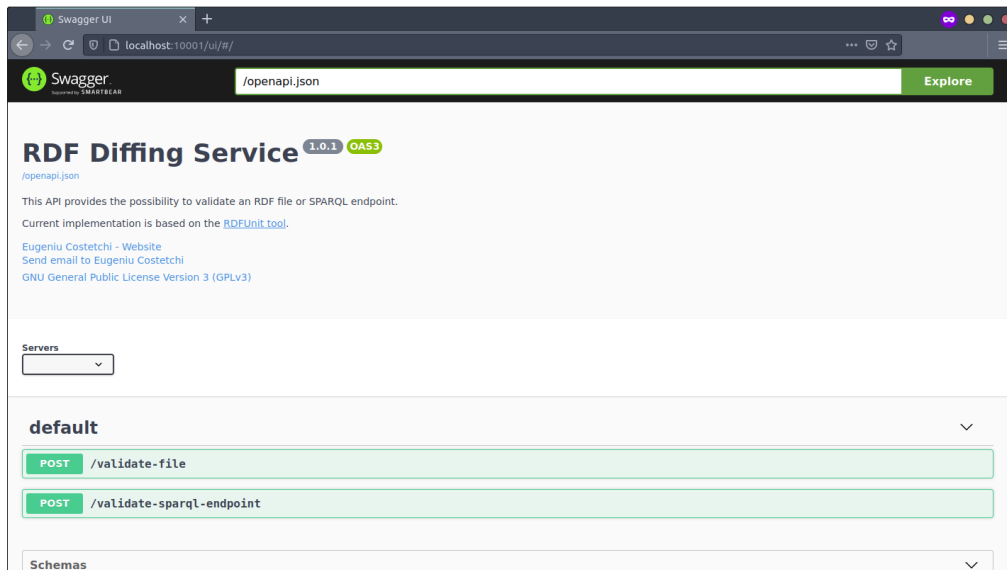 Swagger UI
localhost:10001/ui/#/
Swagger.
Supported by SMARTBEAR
/openapi.json
Explore
RDF Diffing Service 1.0.1 OAS3
/openapi.json
This API provides the possibility to validate an RDF file or SPARQL endpoint.
Current implementation is based on the RDFUnit tool.
Eugeniu Costetchi - Website
Send email to Eugeniu Costetchi
GNU General Public License Version 3 (GPLv3)
Servers
default
POST /validate-file
POST /validate-sparql-endpoint
Schemas